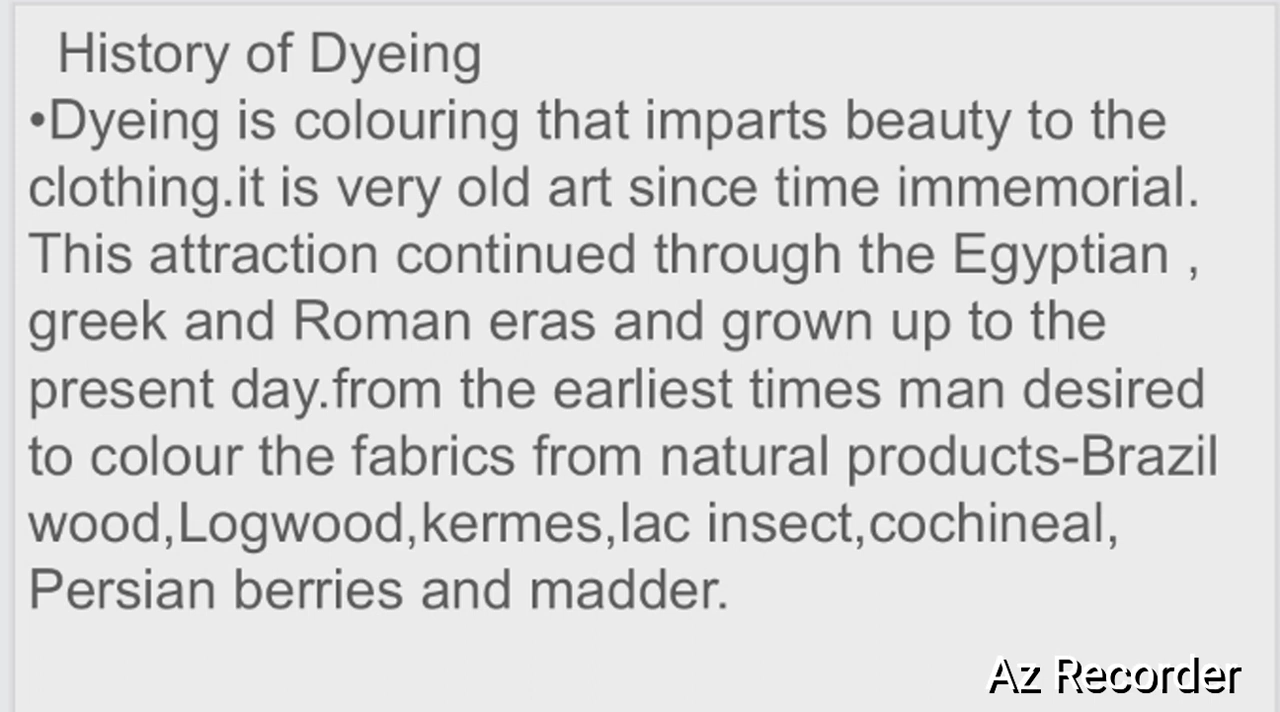 History of Dyeing
•Dyeing is colouring that imparts beauty to the
clothing.it is very old art since time immemorial.
This attraction continued through the Egyptian ,
greek and Roman eras and grown up to the
present day.from the earliest times man desired
to colour the fabrics from natural products-Brazil
wood,Logwood,kermes,lac insect,cochineal,
Persian berries and madder.
Az Recorder